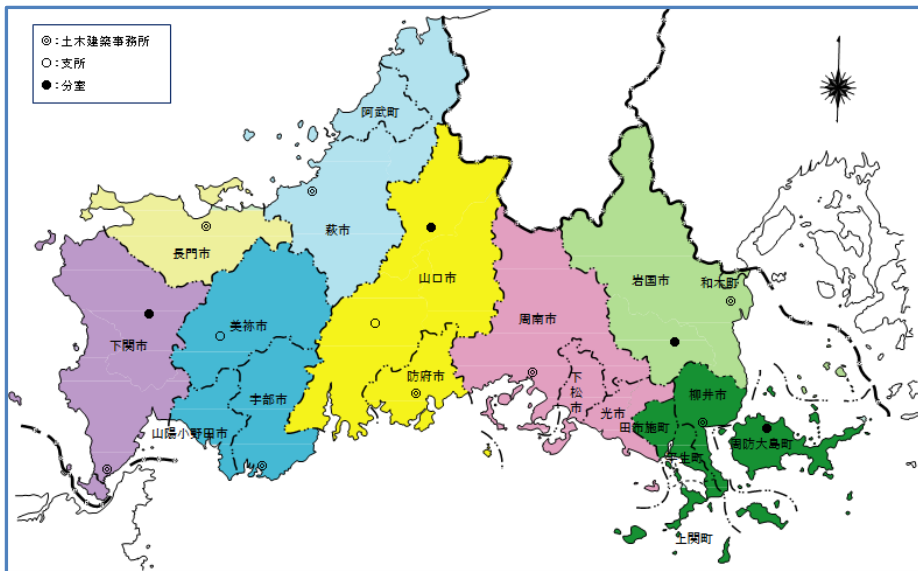 ◎：土木建築事務所
○：支所
●：分室
阿武町
萩市
長門市
山口市
岩国市
和木町
美祢市
周南市
下関市
防府市
下松市
柳井市
宇部市
光市
田布施町
山陽小野田市
周防大島町
平生町
上関町